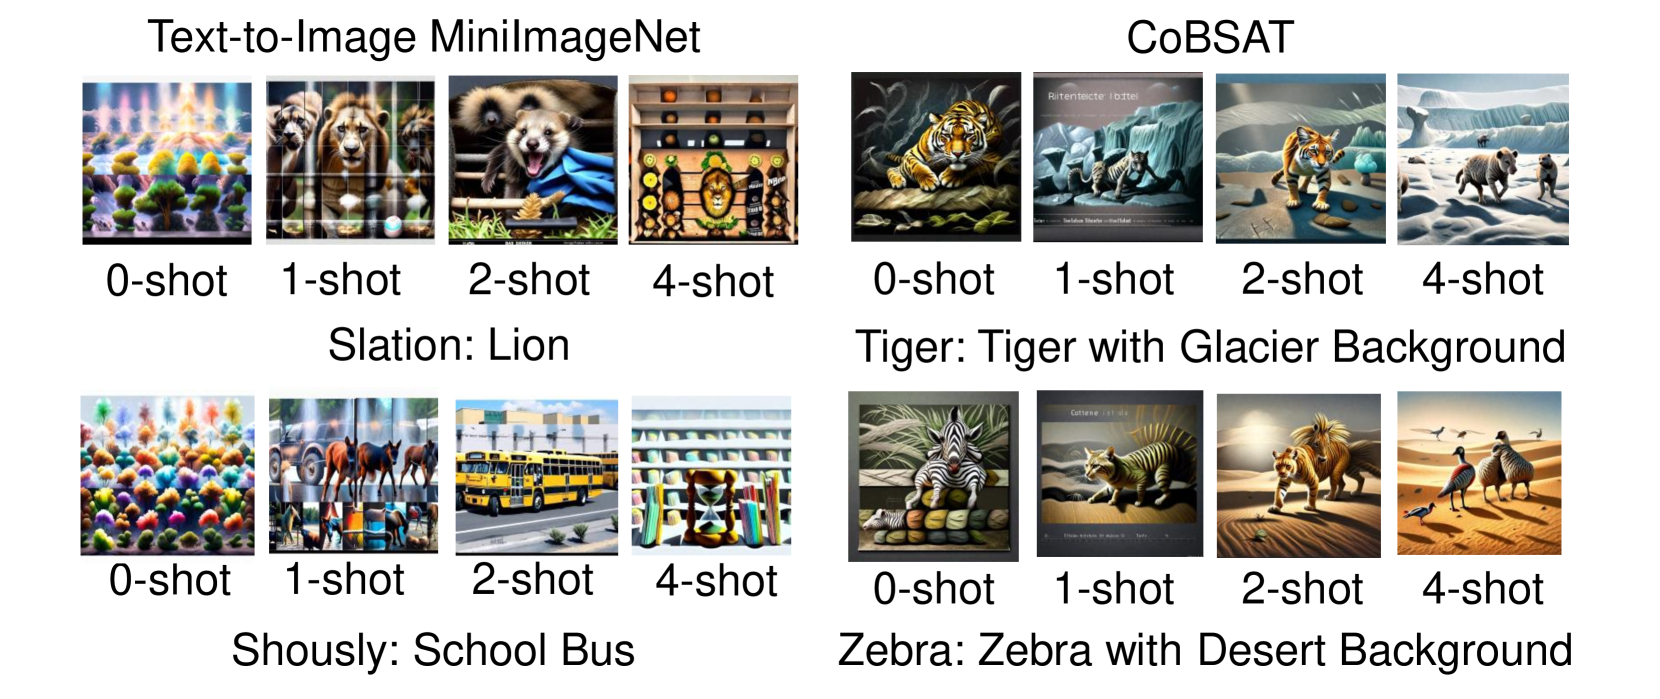 Text-to-Image MiniImageNet
CoBSAT
0-shot
1-shot
2-shot
4-shot
0-shot
1-shot
2-shot
4-shot
Slation: Lion
Tiger: Tiger with Glacier Background
0-shot
1-shot
2-shot
4-shot
0-shot
1-shot
2-shot
4-shot
Shously: School Bus
Zebra: Zebra with Desert Background